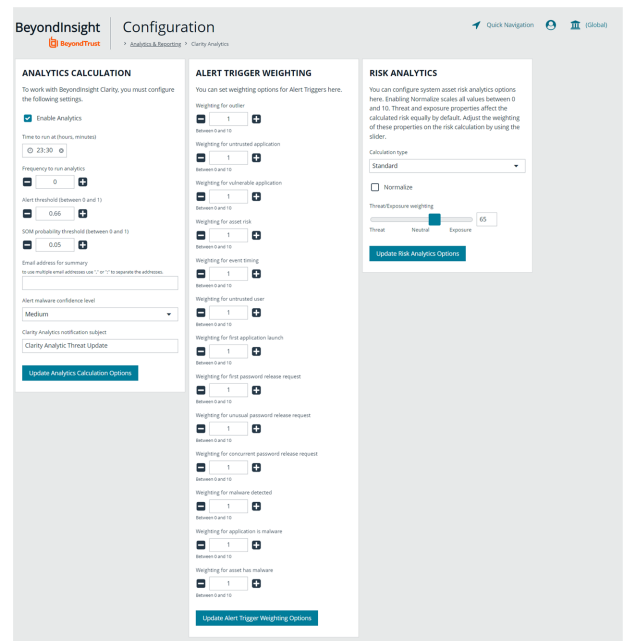 BeyondInsight
BeyondTrust
Configuration
> Analytics & Reporting > Clarity Analytics
Quick Navigation
(Global)
ANALYTICS CALCULATION
To work with BeyondInsight Clarity, you must configure
the following settings.
Enable Analytics
Time to run at (hours, minutes)
23:30
Frequency to run analytics
0
Alert threshold (between 0 and 1)
0.66
SOM probability threshold (between 0 and 1)
0.05
Email address for summary
to use multiple email addresses use "," or ";" to separate the addresses.
Alert malware confidence level
Medium
Clarity Analytics notification subject
Clarity Analytic Threat Update
Update Analytics Calculation Options
ALERT TRIGGER WEIGHTING
You can set weighting options for Alert Triggers here.
Weighting for outlier
1
Between 0 and 10
Weighting for untrusted application
1
Between 0 and 10
Weighting for vulnerable application
1
Between 0 and 10
Weighting for asset risk
1
Between 0 and 10
Weighting for event timing
1
Between 0 and 10
Weighting for untrusted user
1
Between 0 and 10
Weighting for first application launch
1
Between 0 and 10
Weighting for first password release request
1
Between 0 and 10
Weighting for unusual password release request
1
Between 0 and 10
Weighting for concurrent password release request
1
Between 0 and 10
Weighting for malware detected
1
Between 0 and 10
Weighting for application is malware
1
Between 0 and 10
Weighting for asset has malware
1
Between 0 and 10
Update Alert Trigger Weighting Options
RISK ANALYTICS
You can configure system asset risk analytics options
here. Enabling Normalize scales all values between 0
and 10. Threat and exposure properties affect the
calculated risk equally by default. Adjust the weighting
of these properties on the risk calculation by using the
slider.
Calculation type
Standard
Normalize
Threat/Exposure weighting
65
Threat Neutral Exposure
Update Risk Analytics Options